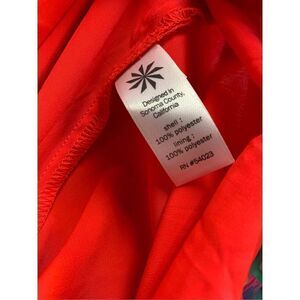 Designed in
Sonoma County,
California
shell :
100% polyester
lining :
100% polyester
RN #54023